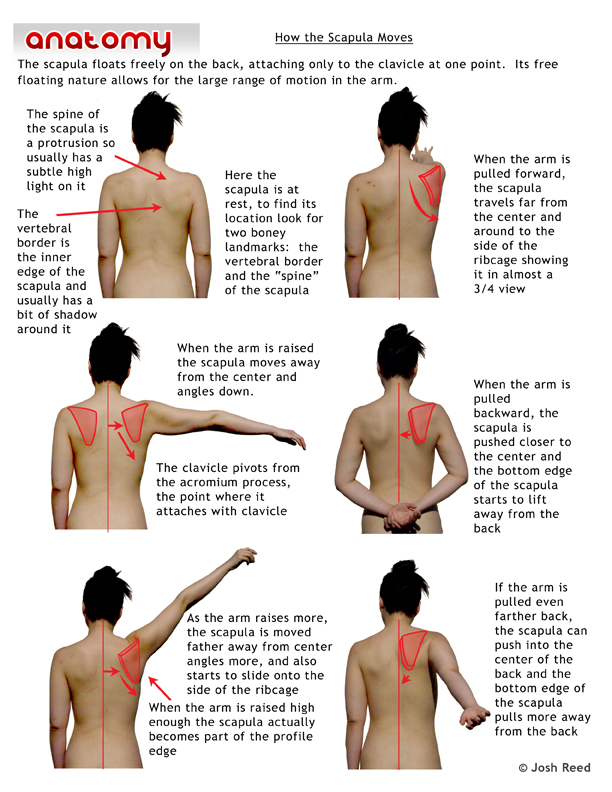 anatomy
How the Scapula Moves
The scapula floats freely on the back, attaching only to the clavicle at one point.  Its free
floating nature allows for the large range of motion in the arm.
The spine of
the scapula is
a protrusion so
usually has a
subtle high
light on it
The
vertebral
border is
the inner
edge of the
scapula and
usually has a
bit of shadow
around it
Here the
scapula is at
rest, to find its
location look for
two boney
landmarks:  the
vertebral border
and the “spine”
of the scapula
When the arm is
pulled forward,
the scapula
travels far from
the center and
around to the
side of the
ribcage showing
it in almost a
3/4 view
When the arm is raised
the scapula moves away
from the center and
angles down.
The clavicle pivots from
the acromium process,
the point where it
attaches with clavicle
When the arm is
pulled
backward, the
scapula is
pushed closer to
the center and
the bottom edge
of the scapula
starts to lift
away from the
back
As the arm raises more,
the scapula is moved
father away from center
angles more, and also
starts to slide onto the
side of the ribcage
When the arm is raised high
enough the scapula actually
becomes part of the profile
edge
If the arm is
pulled even
farther back,
the scapula can
push into the
center of the
back and the
bottom edge of
the scapula
pulls more away
from the back
© Josh Reed